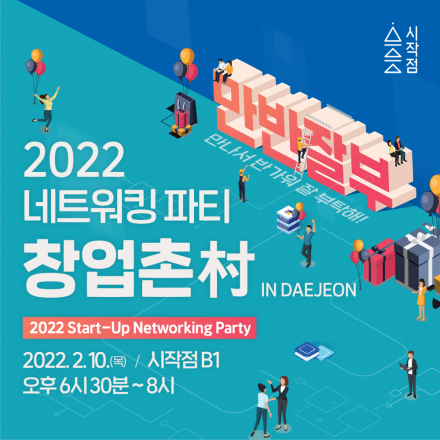 시작점
만반잘부
만나서 반가워 잘 부탁해!
2022
네트워킹 파티
창업촌村
IN DAEJEON
2022 Start-Up Networking Party
2022. 2. 10.(목) / 시작점 B1
오후 6시 30분 ~ 8시